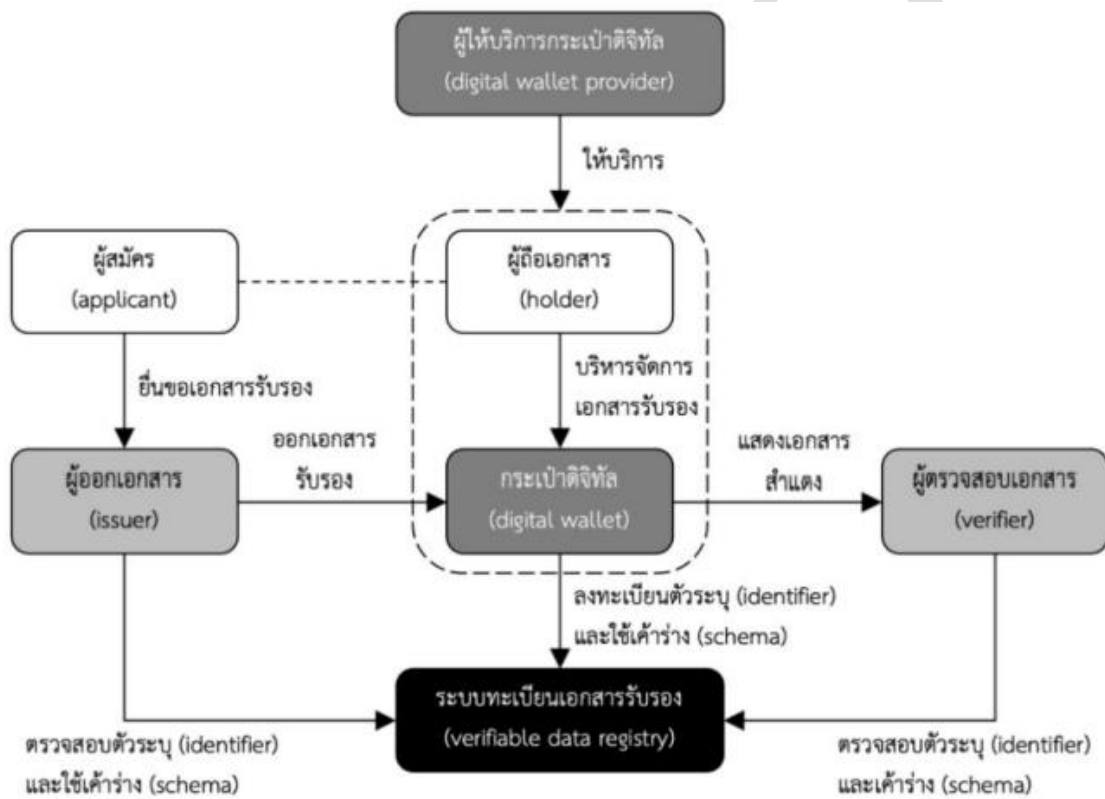 ผู้ให้บริการกระเป๋าดิจิทัล
(digital wallet provider)
ให้บริการ
ผู้สมัคร
(applicant)
ผู้ถือเอกสาร
(holder)
ยื่นขอเอกสารรับรอง
บริหารจัดการ
เอกสารรับรอง
ออกเอกสาร
รับรอง
แสดงเอกสาร
สำแดง
ผู้ออกเอกสาร
(issuer)
กระเป๋าดิจิทัล
(digital wallet)
ผู้ตรวจสอบเอกสาร
(verifier)
ลงทะเบียนตัวระบุ (identifier)
และใช้เค้าร่าง (schema)
ระบบทะเบียนเอกสารรับรอง
(verifiable data registry)
ตรวจสอบตัวระบุ (identifier)
และใช้เค้าร่าง (schema)
ตรวจสอบตัวระบุ (identifier)
และเค้าร่าง (schema)